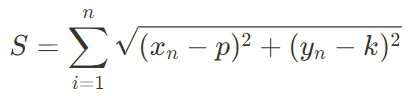 S = \sum_{i=1}^{n} \sqrt{(x_n - p)^2 + (y_n - k)^2}